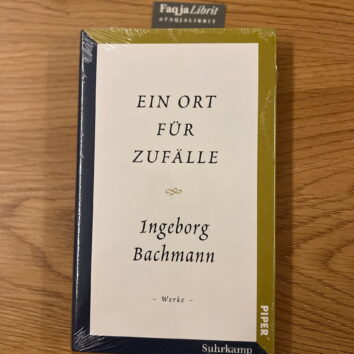 Faqja Librit
@FAQJALIBRIT
EIN ORT
FÜR
ZUFÄLLE
Ingeborg
Bachmann
- Werke -
PIPER
Suhrkamp